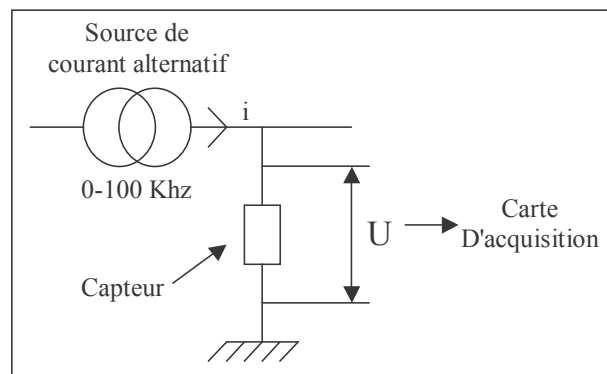 Source de
courant alternatif
i
0-100 Khz
U
Carte
D'acquisition
Capteur